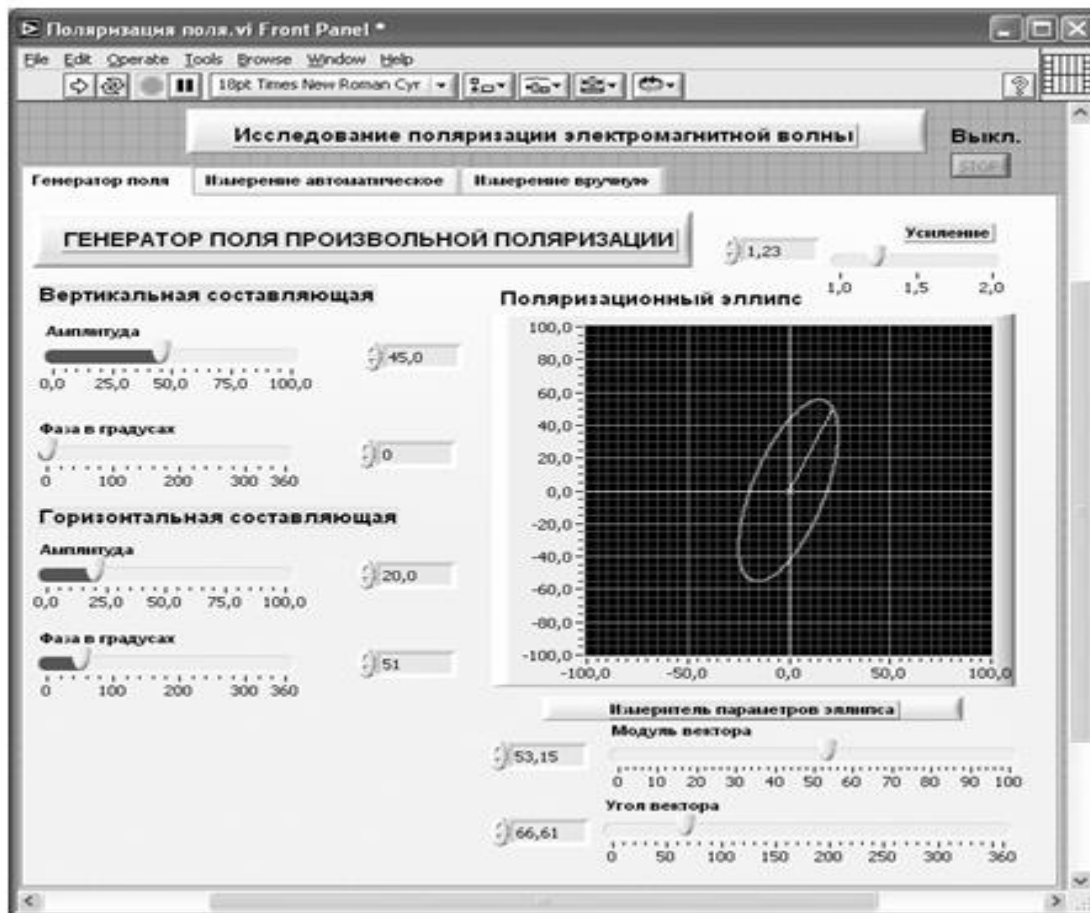 Поляризация поля.vi Front Panel *
File Edit Operate Tools Browse Window Help
18pt Times New Roman Cyr
Исследование поляризации электромагнитной волны
Выкл.
STOP
Генератор поля Измерение автоматическое Измерение вручную
ГЕНЕРАТОР ПОЛЯ ПРОИЗВОЛЬНОЙ ПОЛЯРИЗАЦИИ
1,23
Усиление
1,0 1,5 2,0
Вертикальная составляющая
Амплитуда
45,0
0,0 25,0 50,0 75,0 100,0
Фаза в градусах
0
0 100 200 300 360
Горизонтальная составляющая
Амплитуда
20,0
0,0 25,0 50,0 75,0 100,0
Фаза в градусах
51
0 100 200 300 360
Поляризационный эллипс
100,0
80,0
60,0
40,0
20,0
0,0
-20,0
-40,0
-60,0
-80,0
-100,0
-100,0 -50,0 0,0 50,0 100,0
Измеритель параметров эллипса
Модуль вектора
53,15
0 10 20 30 40 50 60 70 80 90 100
Угол вектора
66,61
0 50 100 150 200 250 300 360